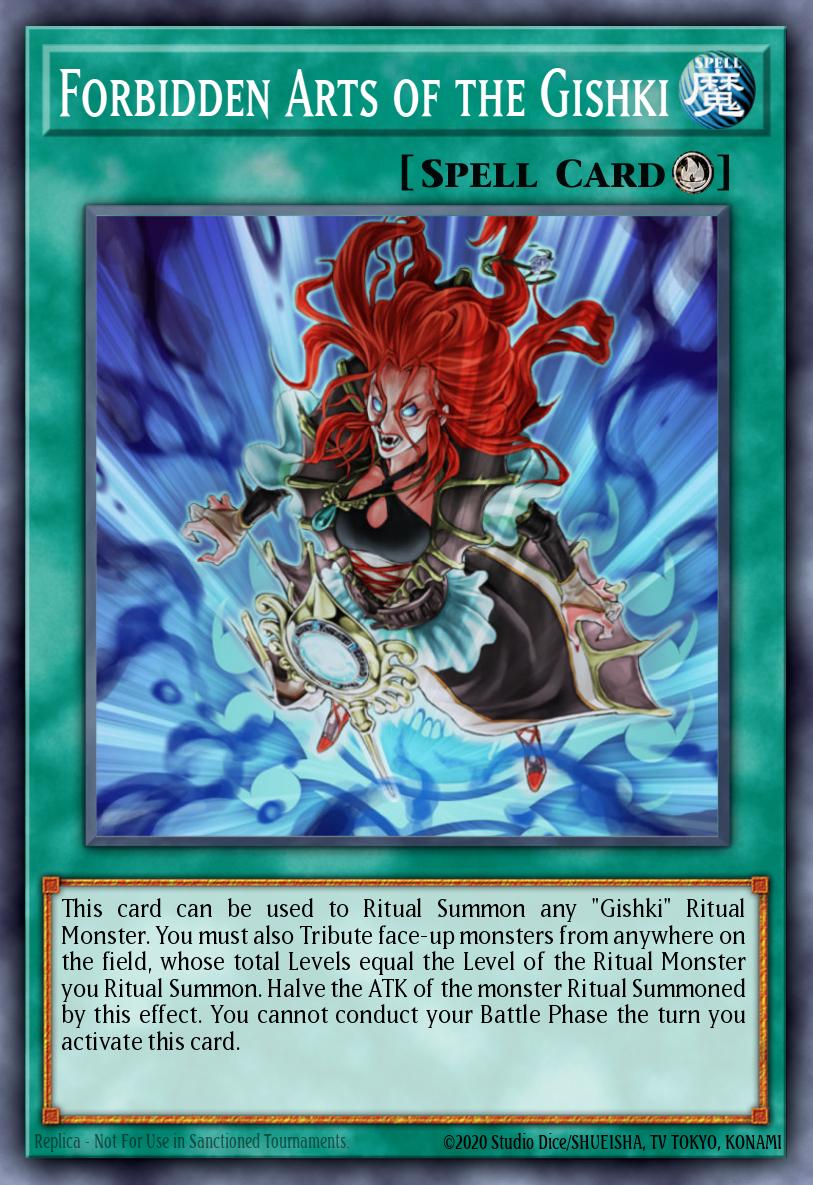 Forbidden Arts of the Gishki
SPELL
魔
[Spell Card]
This card can be used to Ritual Summon any "Gishki" Ritual
Monster. You must also Tribute face-up monsters from anywhere on
the field, whose total Levels equal the Level of the Ritual Monster
you Ritual Summon. Halve the ATK of the monster Ritual Summoned
by this effect. You cannot conduct your Battle Phase the turn you
activate this card.
Replica - Not For Use in Sanctioned Tournaments.
©2020 Studio Dice/SHUEISHA, TV TOKYO, KONAMI